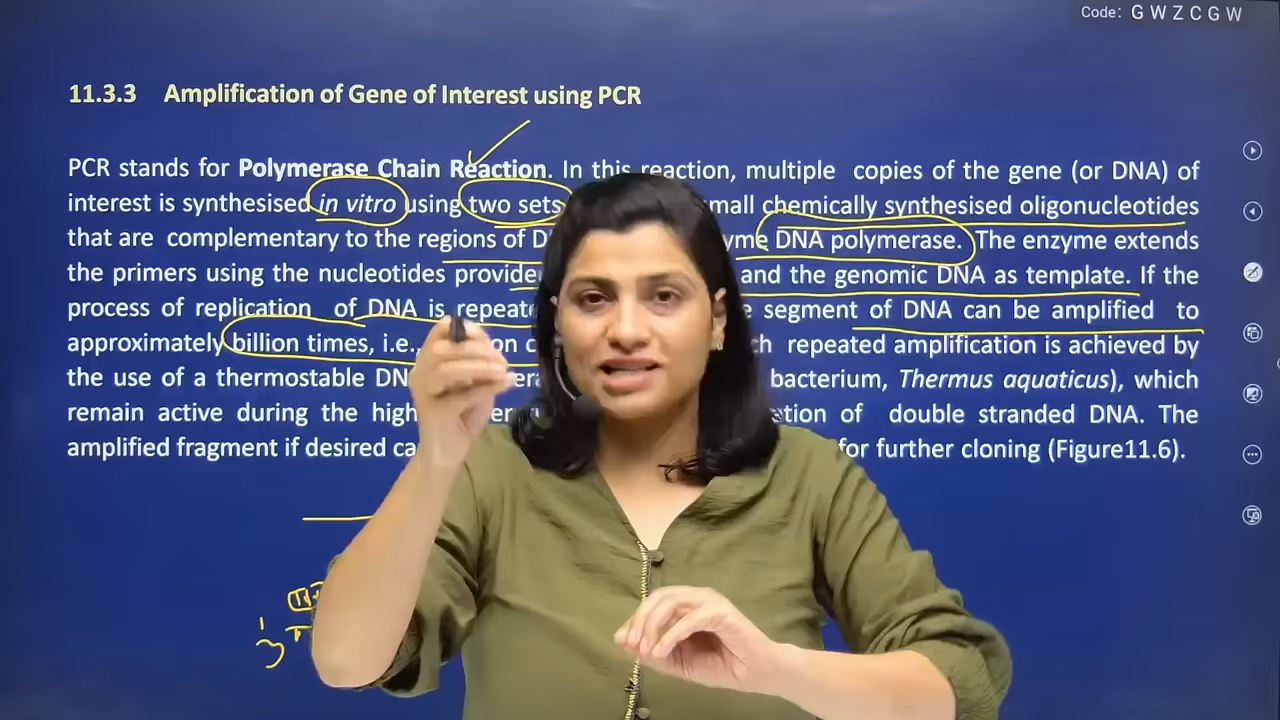 Code: G W Z C G W
11.3.3 Amplification of Gene of Interest using PCR
PCR stands for Polymerase Chain Reaction. In this reaction, multiple copies of the gene (or DNA) of
interest is synthesised in vitro using two sets small chemically synthesised oligonucleotides
that are complementary to the regions of DNA polymerase. The enzyme extends
the primers using the nucleotides and the genomic DNA as template. If the
process of replication of DNA is segment of DNA can be amplified to
approximately billion times, i.e., repeated amplification is achieved by
the use of a thermostable bacterium, Thermus aquaticus), which
remain active during the high of double stranded DNA. The
amplified fragment if desired for further cloning (Figure11.6).
3